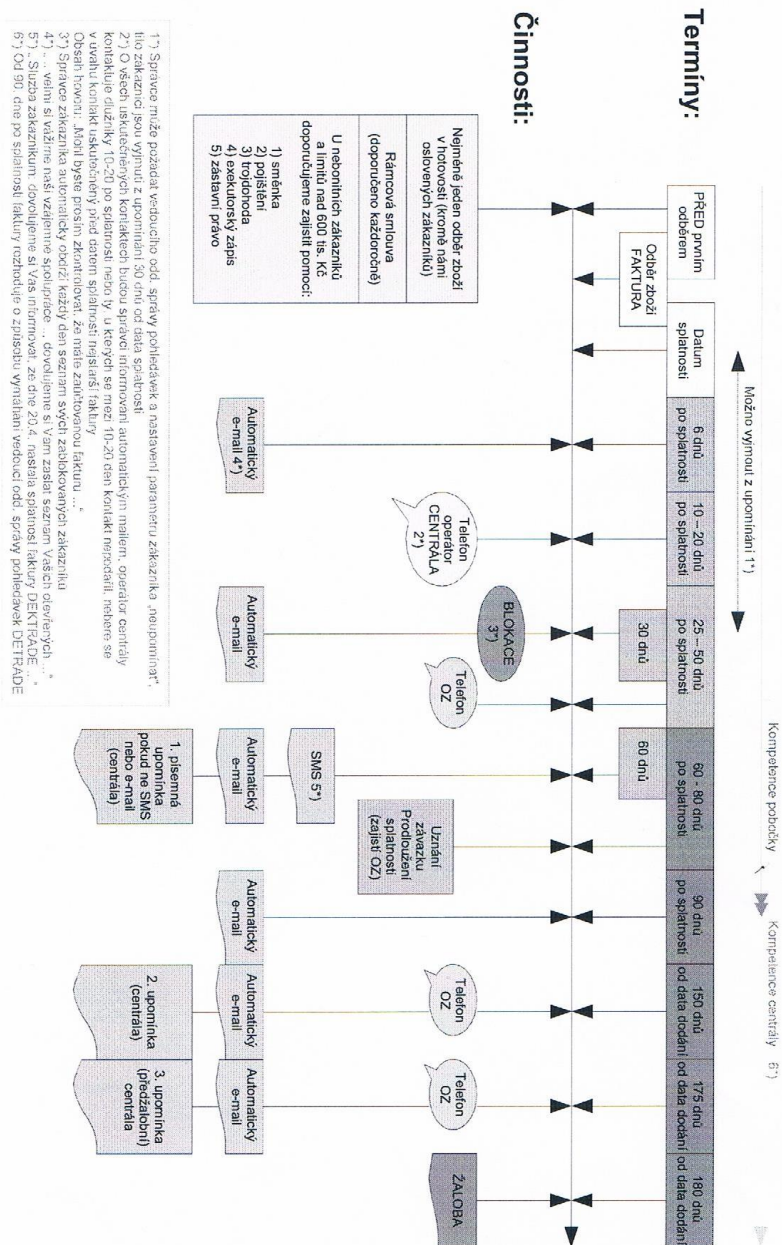 Kompetence pobočky
Kompetence centrály 6*)
Možno vyjmout z upomínání 1*)
Termíny:
PŘED prvním
odběrem
Odběr zboží
FAKTURA
Datum
splatnosti
6 dnů
po splatnosti
10 – 20 dnů
po splatnosti
25 – 50 dnů
po splatnosti
30 dnů
60 - 80 dnů
po splatnosti
60 dnů
90 dnů
po splatnosti
150 dnů
od data dodání
175 dnů
od data dodání
180 dnů
od data dodání
Činnosti:
Nejméně jeden odběr zboží
v hotovosti (kromě námi
oslovených zákazníků)
Rámcová smlouva
(doporučeno každoročně)
U nebonitních zákazníků
a limitů nad 600 tis. Kč
doporučujeme zajistit pomocí:
1) směnka
2) pojištění
3) trojdohoda
4) exekutorský zápis
5) zástavní právo
Automatický
e-mail 4*)
Telefon
operátor
CENTRÁLA
2*)
BLOKACE
3*)
Automatický
e-mail
Telefon
OZ
SMS 5*)
Automatický
e-mail
1. písemná
upomínka
pokud ne SMS
nebo e-mail
(centrála)
Uznání
závazku
Prodloužení
splatnosti
(zajistí OZ)
Automatický
e-mail
Telefon
OZ
Automatický
e-mail
2. upomínka
(centrála)
Telefon
OZ
Automatický
e-mail
3. upomínka
(předžalobní)
centrála
ŽALOBA
1*) Správce může požádat vedoucího odd. správy pohledávek a nastavení parametru zákazníka „neupomínat",
tito zákazníci jsou vyjmuti z upomínání 30 dnů od data splatnosti
2*) O všech uskutečněných kontaktech budou správci informovaní automatickým mailem, operátor centrály
kontaktuje dlužníky 10-20 po splatnosti nebo ty, u kterých se mezi 10-20 den kontakt nepodařil, nebere se
v úvahu kontakt uskutečněný před datem splatnosti nejstarší faktury
Obsah hovoru: „Mohl byste prosím zkontrolovat, že máte zaúčtovanou fakturu ..."
3*) Správce zákazníka automaticky obdrží každý den seznam svých zablokovaných zákazníků
4*) „.. velmi si vážíme naší vzájemné spolupráce ..., dovolujeme si Vám zaslat seznam Vašich otevřených ..."
5*) „ Služba zákazníkům: dovolujeme si Vás informovat, že dne 20.4. nastala splatnost faktury DEKTRADE ..."
6*) Od 90. dne po splatnosti faktury rozhoduje o způsobu vymáhání vedoucí odd. správy pohledávek DETRADE